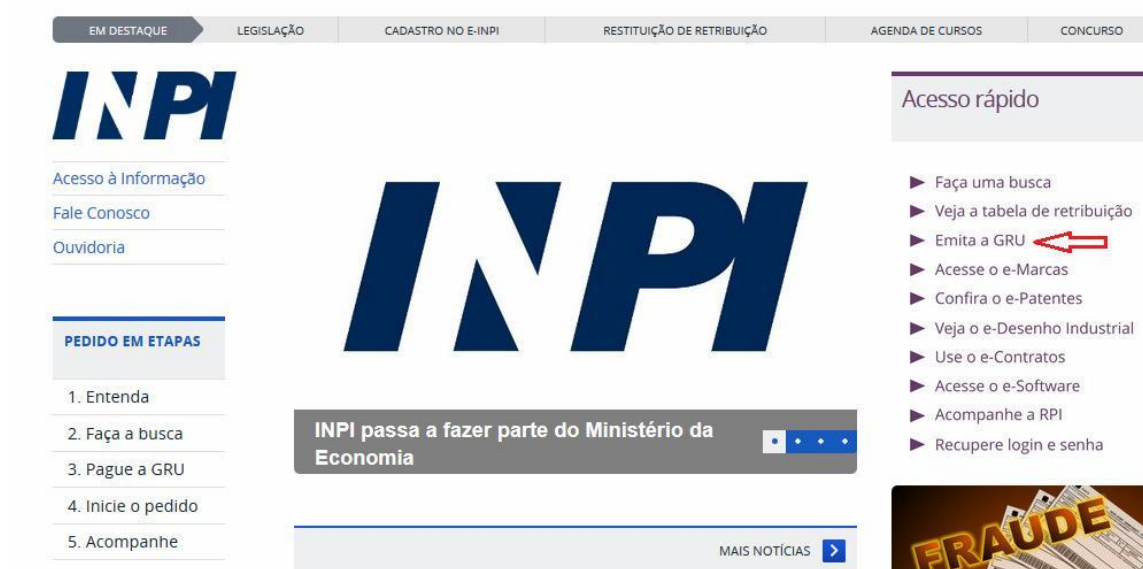 EM DESTAQUE LEGISLAÇÃO CADASTRO NO E-INPI RESTITUIÇÃO DE RETRIBUIÇÃO AGENDA DE CURSOS CONCURSO
INPI
Acesso à Informação
Fale Conosco
Ouvidoria
PEDIDO EM ETAPAS
1. Entenda
2. Faça a busca
3. Pague a GRU
4. Inicie o pedido
5. Acompanhe
INPI
INPI passa a fazer parte do Ministério da
Economia
MAIS NOTÍCIAS
Acesso rápido
Faça uma busca
Veja a tabela de retribuição
Emita a GRU
Acesse o e-Marcas
Confira o e-Patentes
Veja o e-Desenho Industrial
Use o e-Contratos
Acesse o e-Software
Acompanhe a RPI
Recupere login e senha
FRAUDE